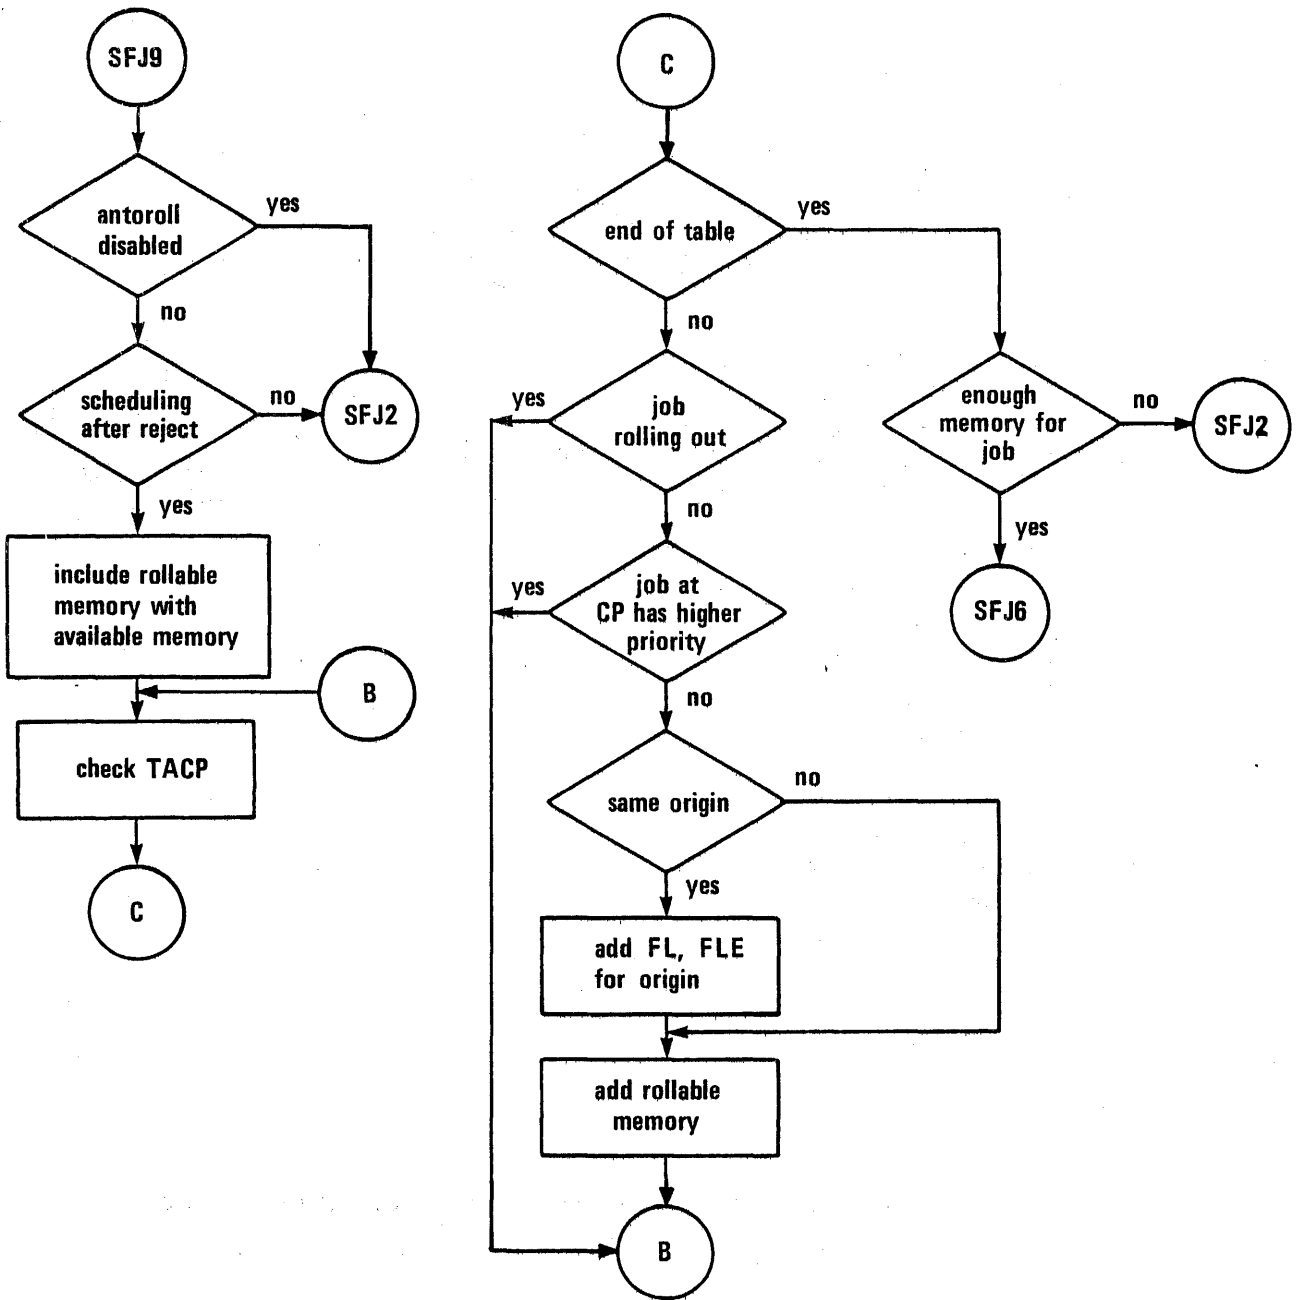 SFJ9
antoroll
disabled
yes
no
scheduling
after reject
no
SFJ2
yes
include rollable
memory with
available memory
B
check TACP
C
C
end of table
yes
no
job
rolling out
yes
no
enough
memory for
job
no
SFJ2
yes
SFJ6
job at
CP has higher
priority
yes
no
same origin
no
yes
add FL, FLE
for origin
add rollable
memory
B